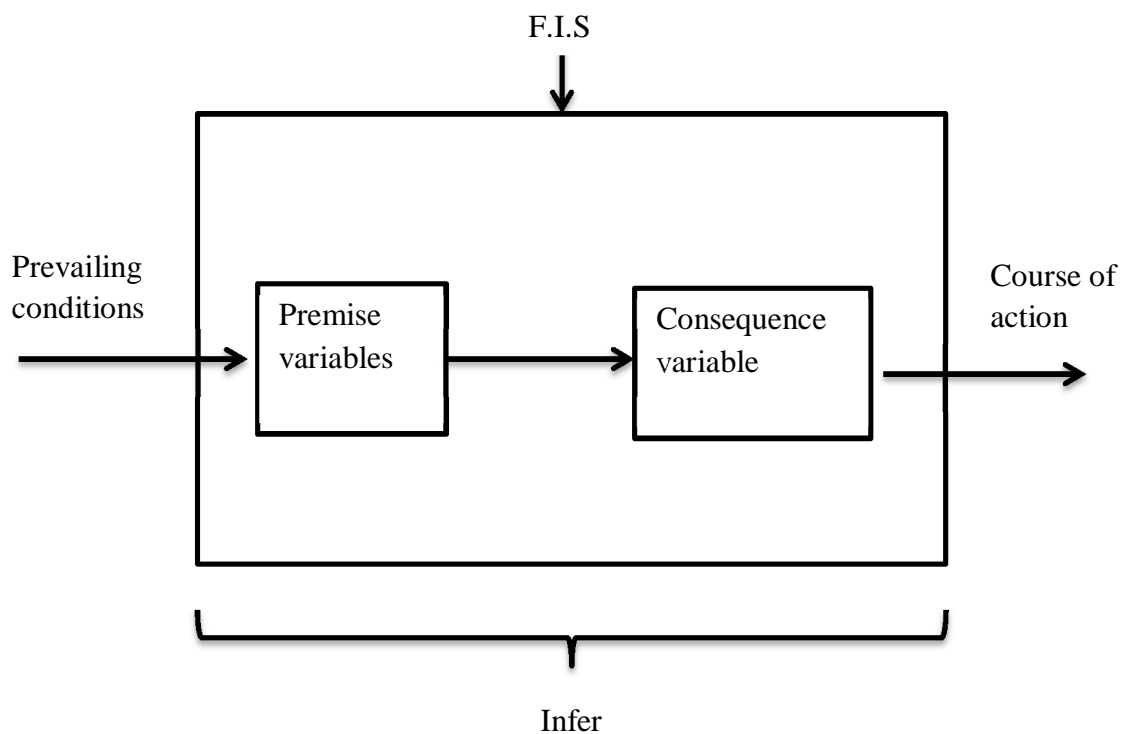 F.I.S
Prevailing
conditions
Premise
variables
Consequence
variable
Course of
action
Infer